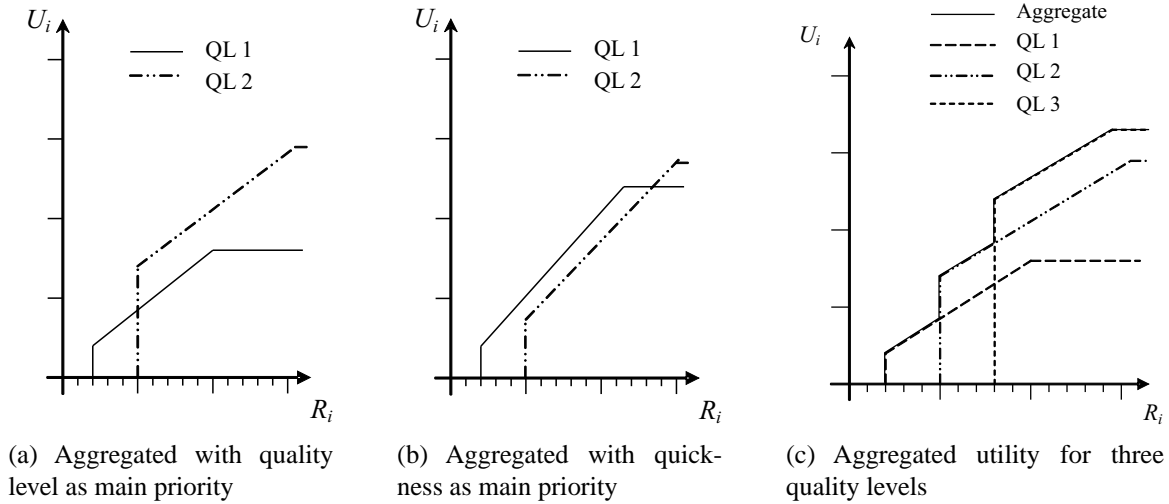 U_i
QL 1
QL 2
R_i
(a) Aggregated with quality
level as main priority
U_i
QL 1
QL 2
R_i
(b) Aggregated with quick-
ness as main priority
U_i
Aggregate
QL 1
QL 2
QL 3
R_i
(c) Aggregated utility for three
quality levels